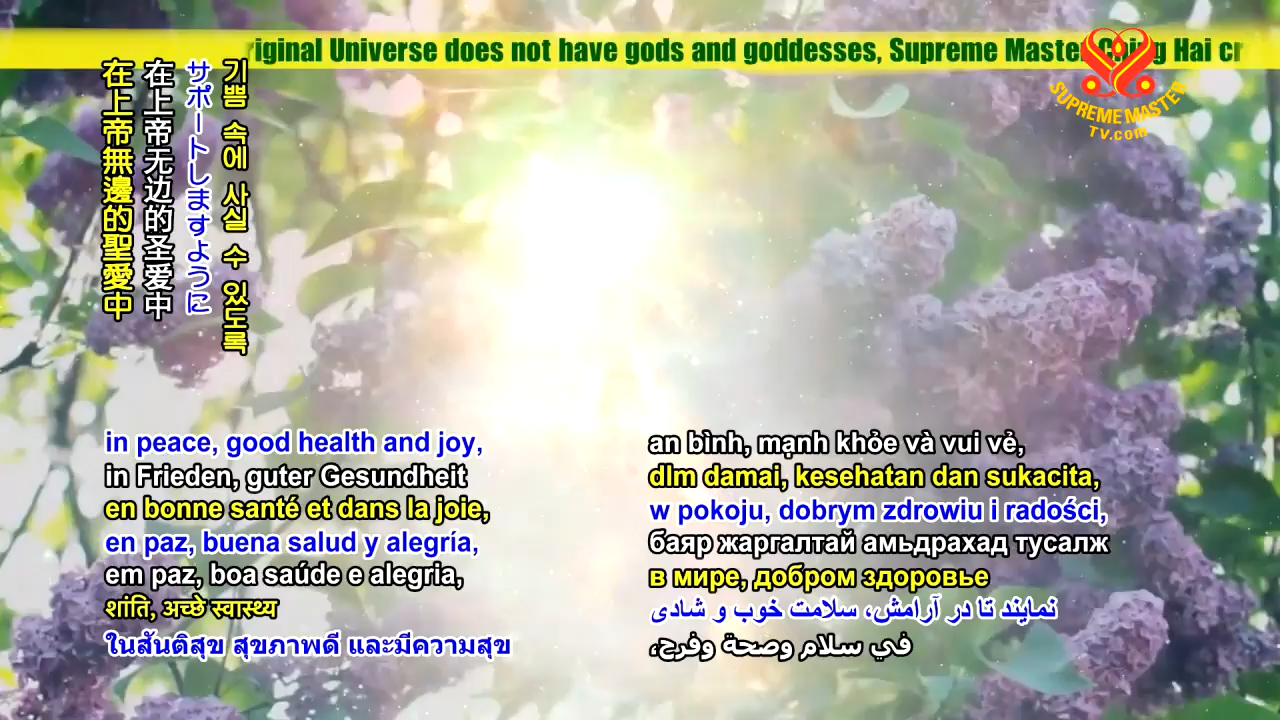 riginal Universe does not have gods and goddesses, Supreme Master Ching Hai cr
SUPREME MASTER
TV.com
기쁨 속에 사실 수 있도록
サポートしますように
在上帝无边的圣爱中
在上帝無邊的聖愛中
in peace, good health and joy,
in Frieden, guter Gesundheit
en bonne santé et dans la joie,
en paz, buena salud y alegría,
em paz, boa saúde e alegria,
शांति, अच्छे स्वास्थ्य
ในสันติสุข สุขภาพดี และมีความสุข
an bình, mạnh khỏe và vui vẻ,
dlm damai, kesehatan dan sukacita,
w pokoju, dobrym zdrowiu i radości,
баяр жаргалтай амьдрахад тусалж
в мире, добром здоровье
نمایند تا در آرامش، سلامت خوب و شادی
في سلام وصحة وفرح،